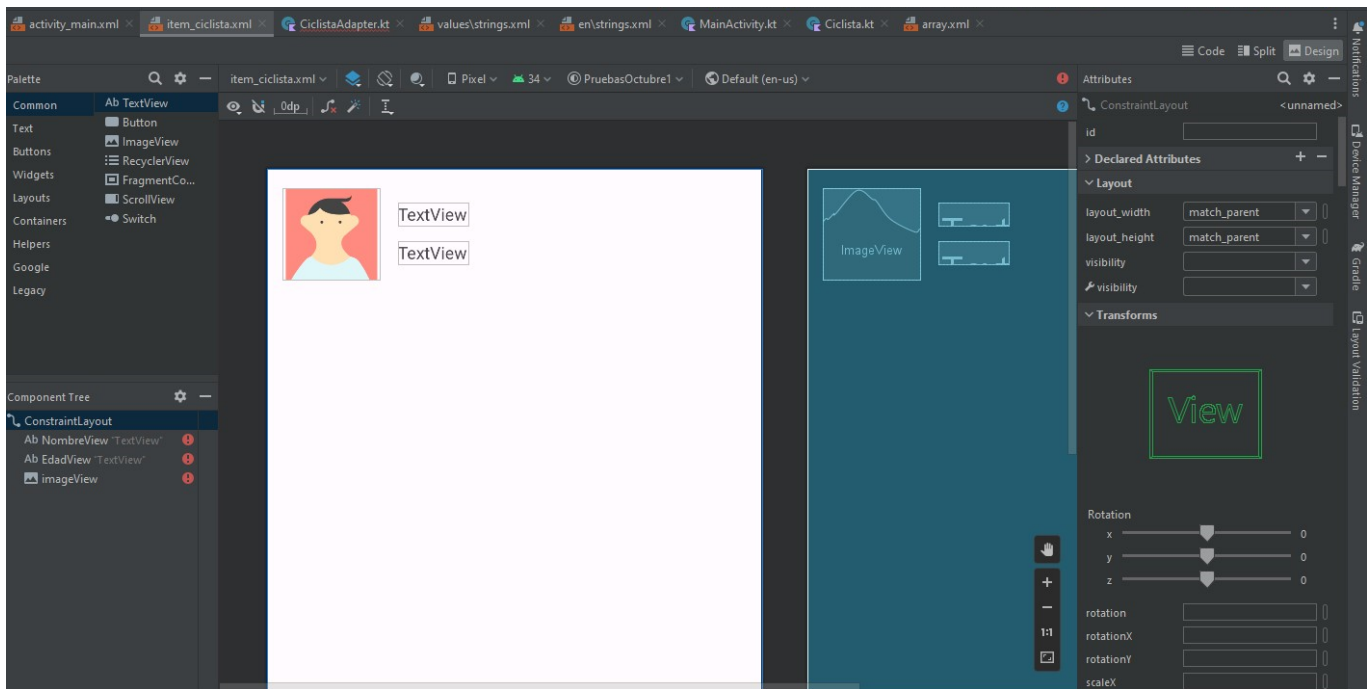 activity_main.xml item_ciclista.xml CiclistaAdapter.kt values\strings.xml en\strings.xml MainActivity.kt Ciclista.kt array.xml
Code Split Design
Notifications
Palette item_ciclista.xml Pixel 34 PruebasOctubre1 Default (en-us) Attributes
Common
Text
Buttons
Widgets
Layouts
Containers
Helpers
Google
Legacy
Ab TextView
Button
ImageView
RecyclerView
FragmentCo...
ScrollView
Switch
0dp
ConstraintLayout <unnamed>
id
Declared Attributes
Layout
layout_width match_parent
layout_height match_parent
visibility
visibility
Transforms
View
Rotation
x 0
y 0
z 0
rotation
rotationX
rotationY
scaleX
TextView
TextView
ImageView
Component Tree
ConstraintLayout
Ab NombreView "TextView"
Ab EdadView "TextView"
imageView
1:1
Device Manager
Gradle
Layout Validation